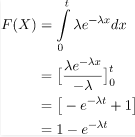 F(X) = ∫₀ᵗ λe^{-λx}dx
= [λe^{-λx}/-λ]₀ᵗ
= [-e^{-λt} + 1]
= 1 - e^{-λt}